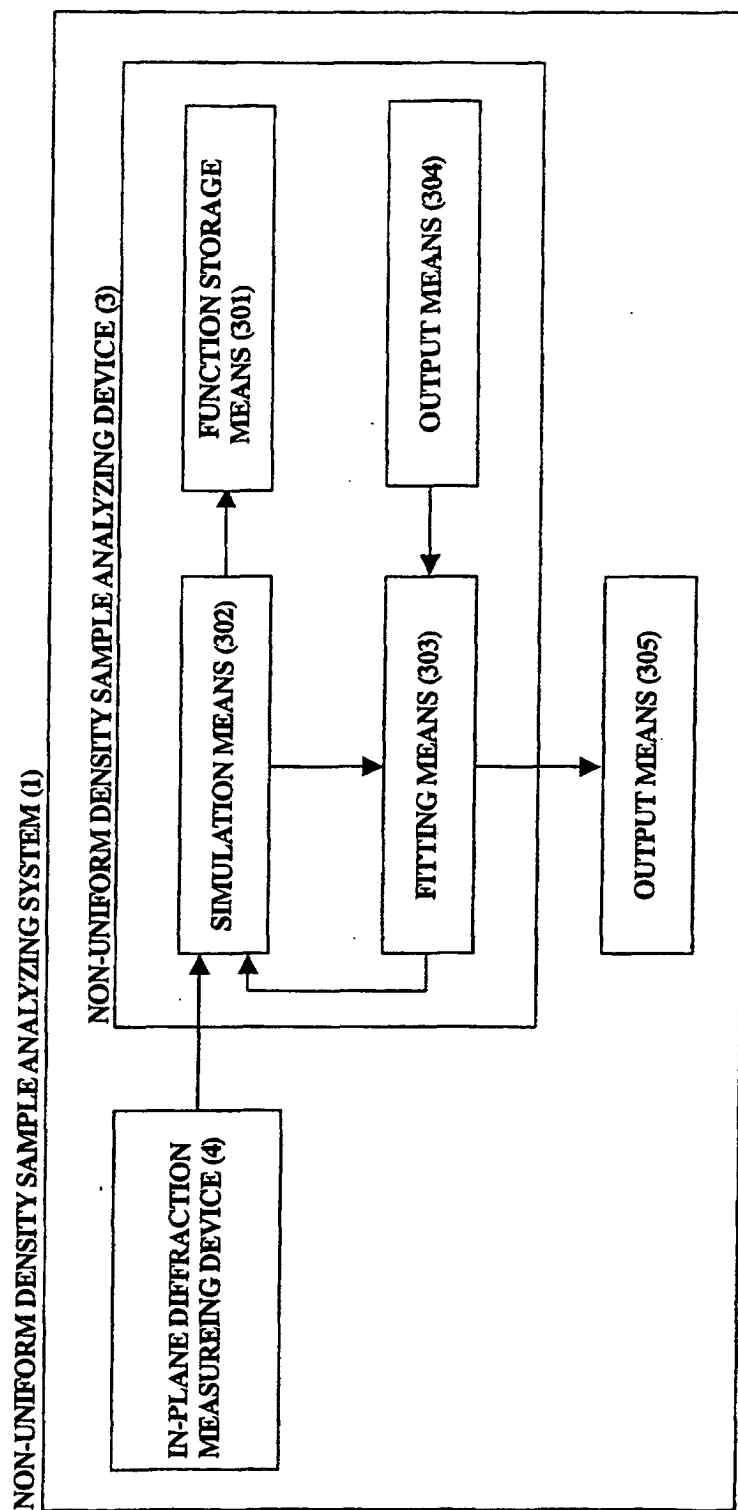 NON-UNIFORM DENSITY SAMPLE ANALYZING SYSTEM (1)
NON-UNIFORM DENSITY SAMPLE ANALYZING DEVICE (3)
IN-PLANE DIFFRACTION
MEASUREING DEVICE (4)
SIMULATION MEANS (302)
FUNCTION STORAGE
MEANS (301)
FITTING MEANS (303)
OUTPUT MEANS (304)
OUTPUT MEANS (305)